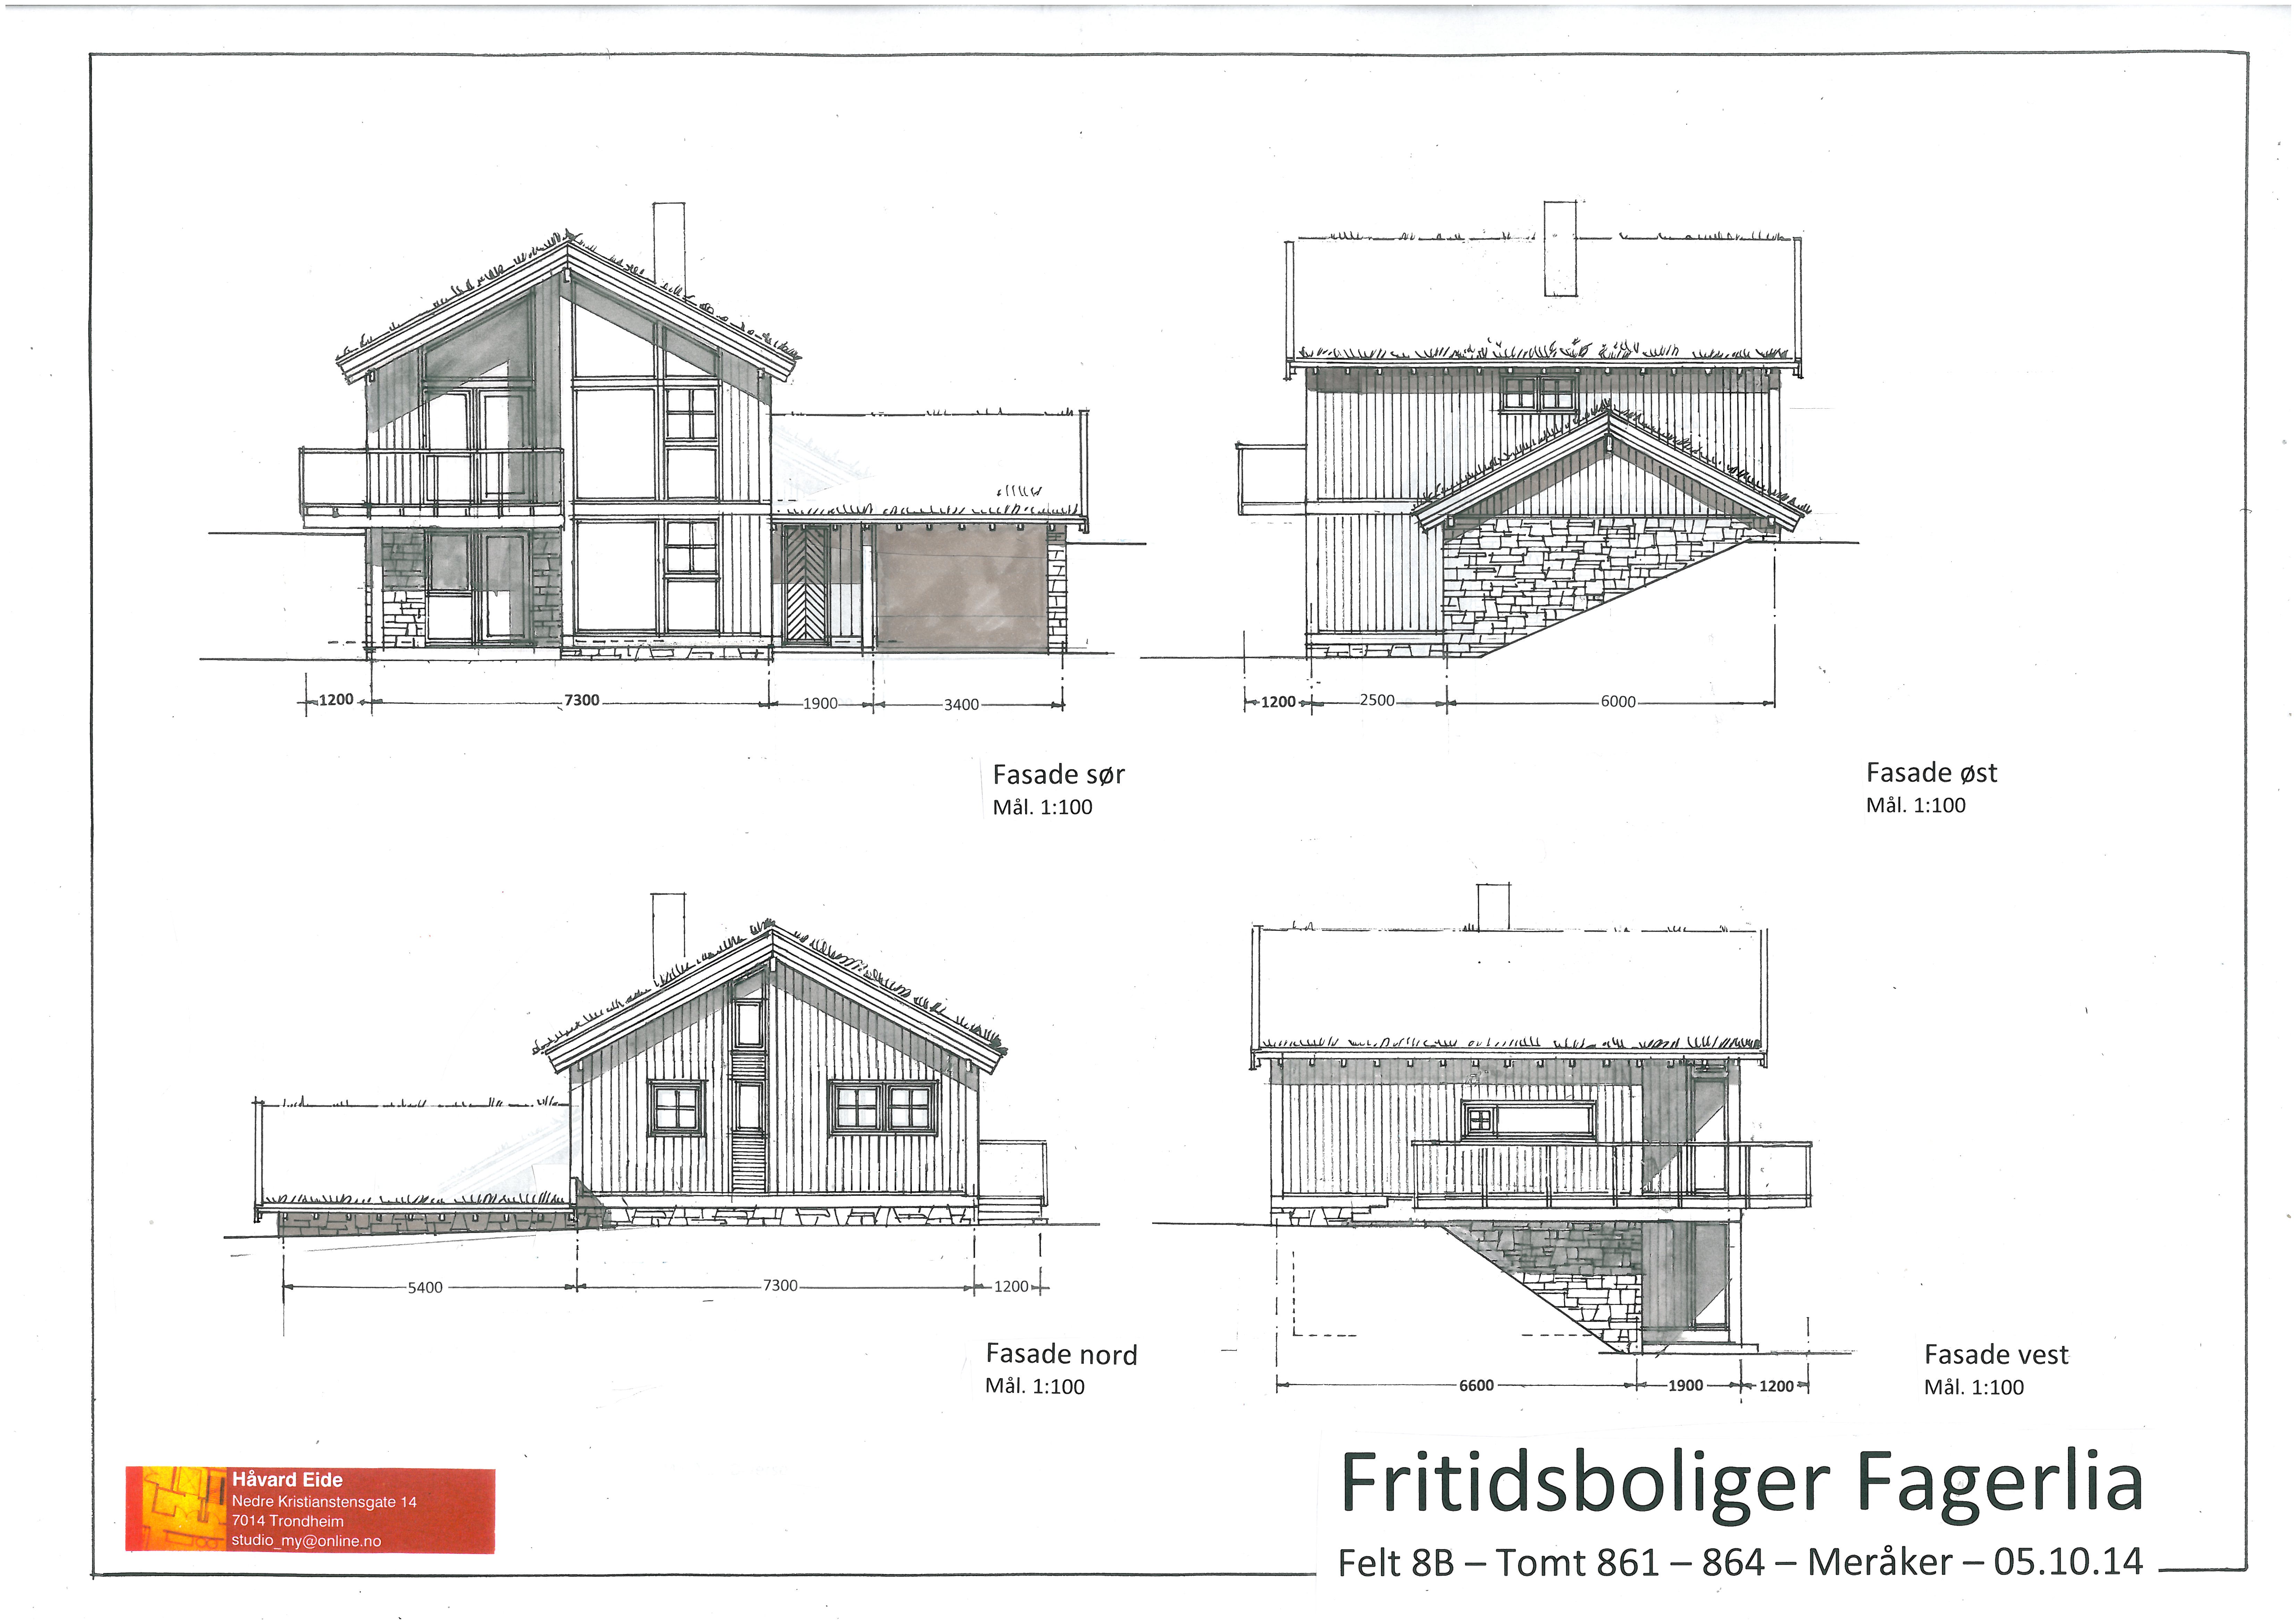 1200 7300 1900 3400
Fasade sør
Mål. 1:100
1200 2500 6000
Fasade øst
Mål. 1:100
5400 7300 1200
Fasade nord
Mål. 1:100
6600 1900 1200
Fasade vest
Mål. 1:100
Håvard Eide
Nedre Kristianstensgate 14
7014 Trondheim
studio_my@online.no
Fritidsboliger Fagerlia
Felt 8B – Tomt 861 – 864 – Meråker – 05.10.14